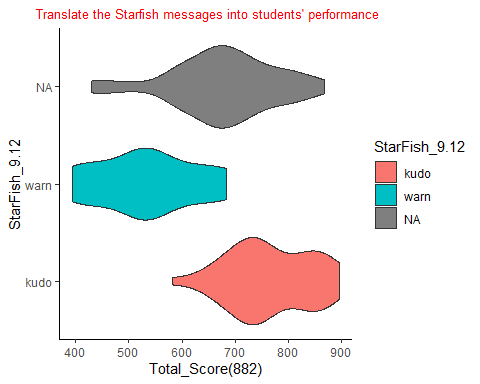 Translate the Starfish messages into students' performance
StarFish_9.12
NA
warn
kudo
400 500 600 700 800 900
Total_Score(882)
StarFish_9.12
kudo
warn
NA